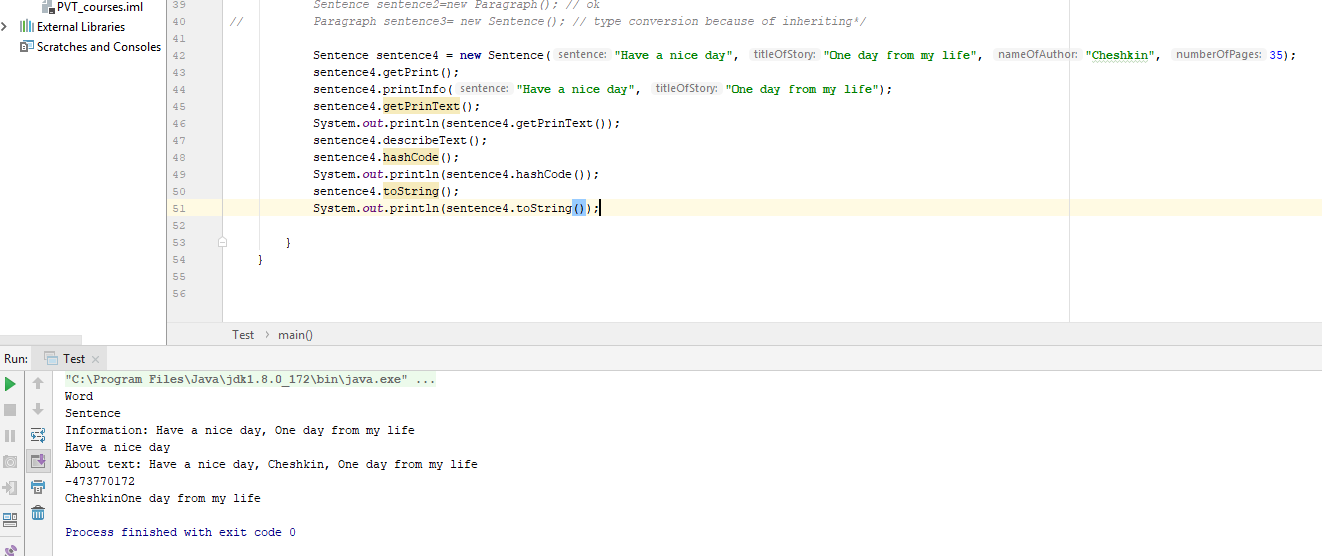 PVT_courses.iml
External Libraries
Scratches and Consoles
39 Sentence sentence2=new Paragraph(); // ok
40 // Paragraph sentence3= new Sentence(); // type conversion because of inheriting*/
41
42 Sentence sentence4 = new Sentence( sentence: "Have a nice day", titleOfStory: "One day from my life", nameOfAuthor: "Cheshkin", numberOfPages: 35);
43 sentence4.getPrint();
44 sentence4.printInfo( sentence: "Have a nice day", titleOfStory: "One day from my life");
45 sentence4.getPrinText();
46 System.out.println(sentence4.getPrinText());
47 sentence4.describeText();
48 sentence4.hashCode();
49 System.out.println(sentence4.hashCode());
50 sentence4.toString();
51 System.out.println(sentence4.toString());
52
53 }
54 }
55
56
Test › main()
Run: Test ×
"C:\Program Files\Java\jdk1.8.0_172\bin\java.exe" ...
Word
Sentence
Information: Have a nice day, One day from my life
Have a nice day
About text: Have a nice day, Cheshkin, One day from my life
-473770172
CheshkinOne day from my life
Process finished with exit code 0